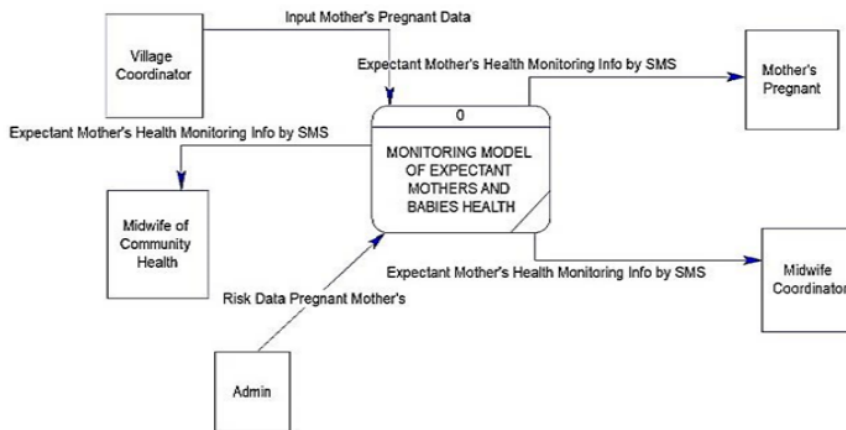 Input Mother's Pregnant Data
Village
Coordinator
Expectant Mother's Health Monitoring Info by SMS
Mother's
Pregnant
0
Expectant Mother's Health Monitoring Info by SMS
MONITORING MODEL
OF EXPECTANT
MOTHERS AND
BABIES HEALTH
Midwife of
Community
Health
Expectant Mother's Health Monitoring Info by SMS
Midwife
Coordinator
Risk Data Pregnant Mother's
Admin